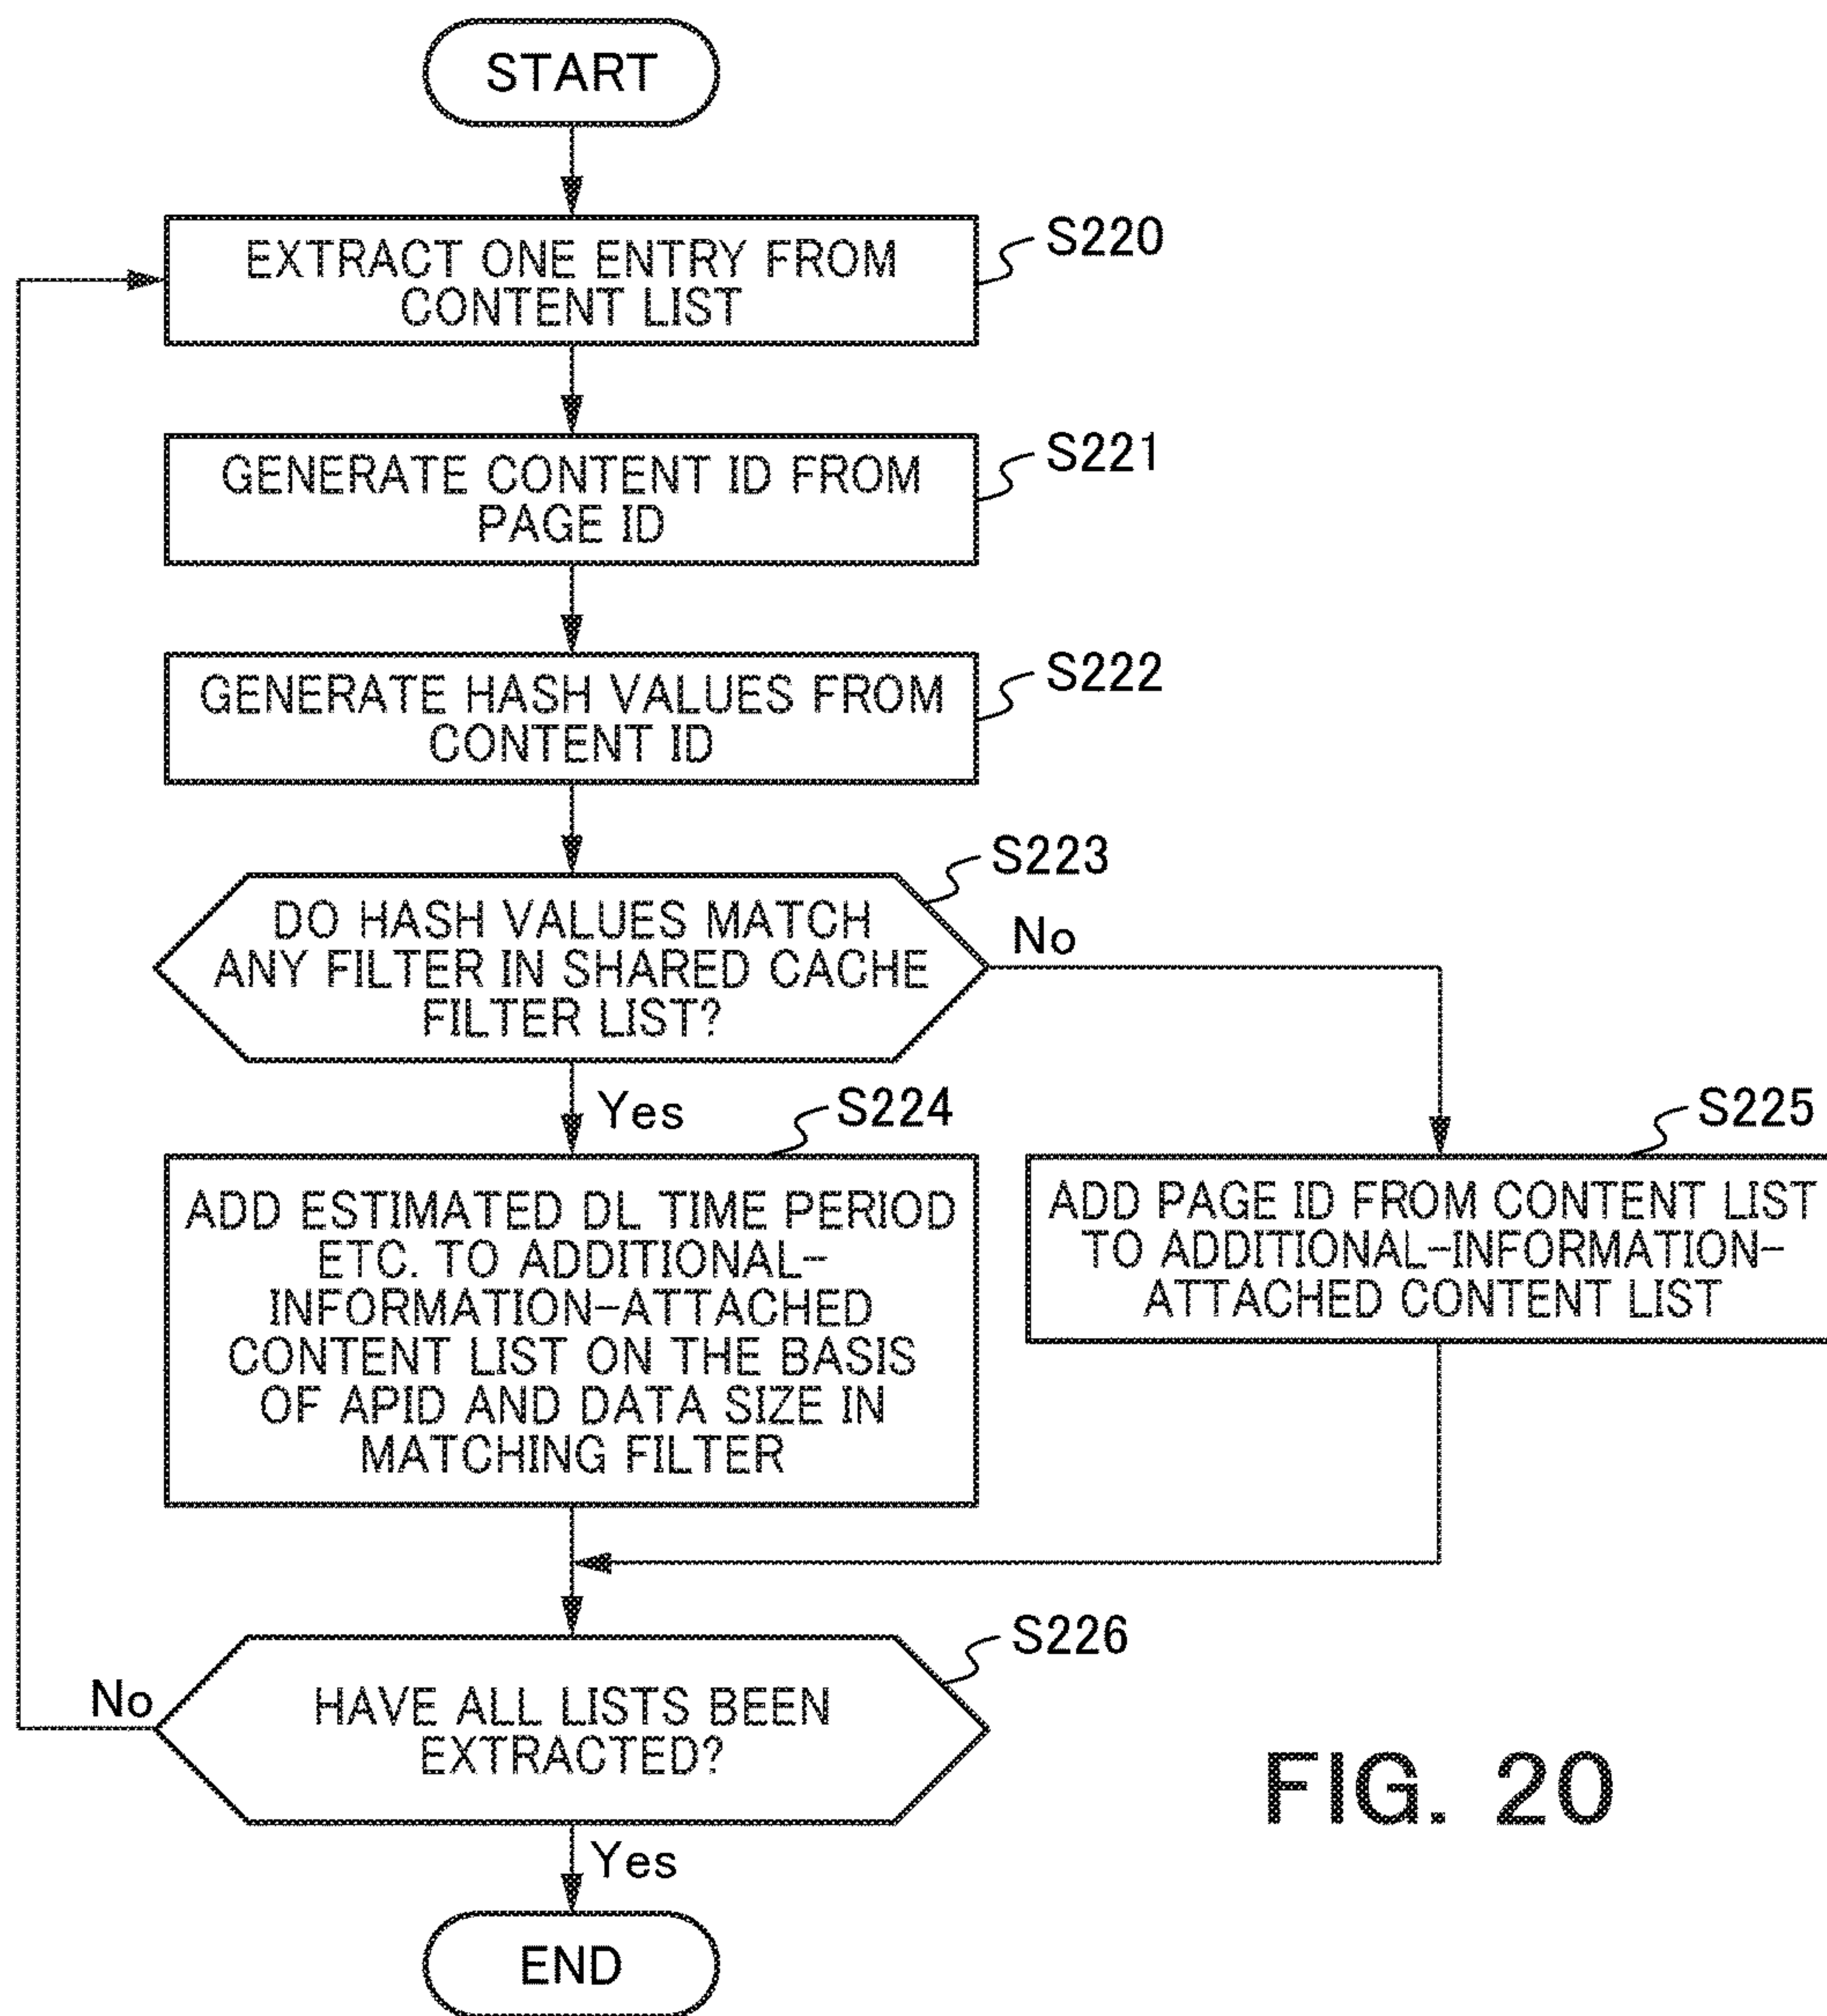 START
EXTRACT ONE ENTRY FROM
CONTENT LIST
S220
GENERATE CONTENT ID FROM
PAGE ID
S221
GENERATE HASH VALUES FROM
CONTENT ID
S222
DO HASH VALUES MATCH
ANY FILTER IN SHARED CACHE
FILTER LIST?
S223
No
Yes
S224
ADD ESTIMATED DL TIME PERIOD
ETC. TO ADDITIONAL-
INFORMATION-ATTACHED
CONTENT LIST ON THE BASIS
OF APID AND DATA SIZE IN
MATCHING FILTER
S225
ADD PAGE ID FROM CONTENT LIST
TO ADDITIONAL-INFORMATION-
ATTACHED CONTENT LIST
S226
No
HAVE ALL LISTS BEEN
EXTRACTED?
Yes
END
FIG. 20